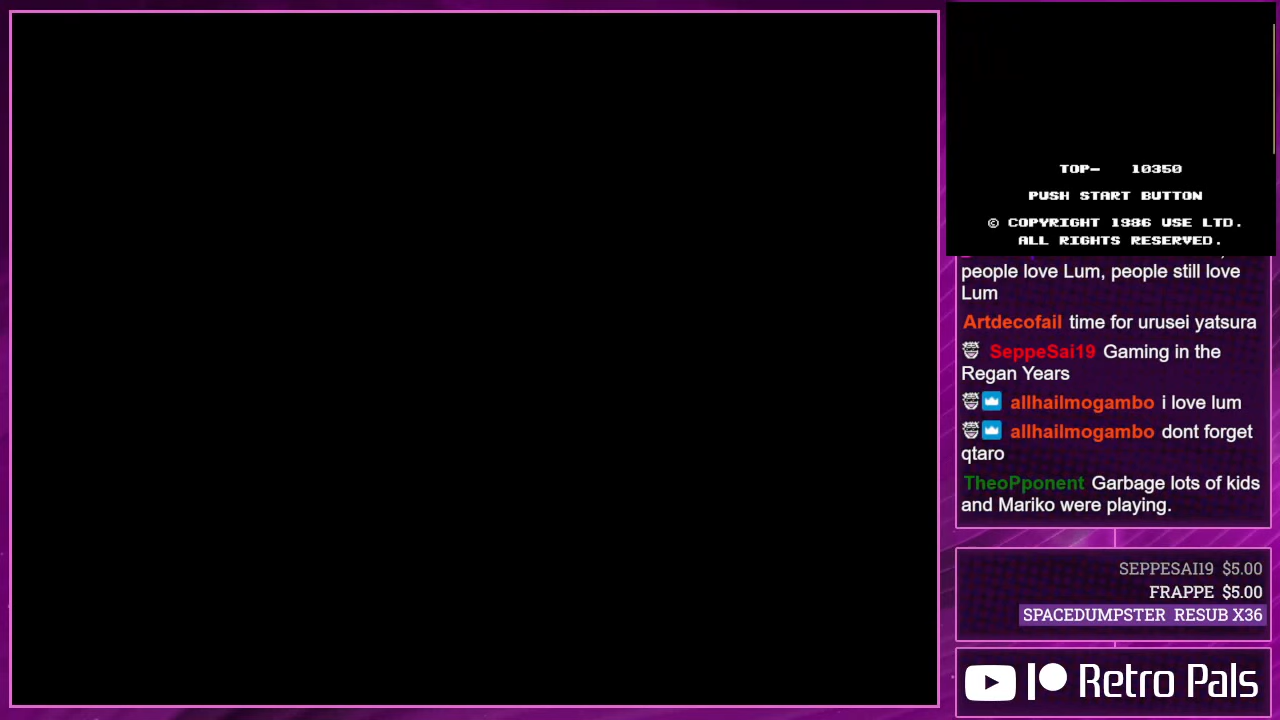 TOP- 10350
PUSH START BUTTON
© COPYRIGHT 1986 USE LTD.
ALL RIGHTS RESERVED.
people love Lum, people still love
Lum
Artdecofail time for urusei yatsura
SeppeSai19 Gaming in the
Regan Years
allhailmogambo i love lum
allhailmogambo dont forget
qtaro
TheoPponent Garbage lots of kids
and Mariko were playing.
SEPPESAI19 $5.00
FRAPPE $5.00
SPACEDUMPSTER RESUB X36
Retro Pals